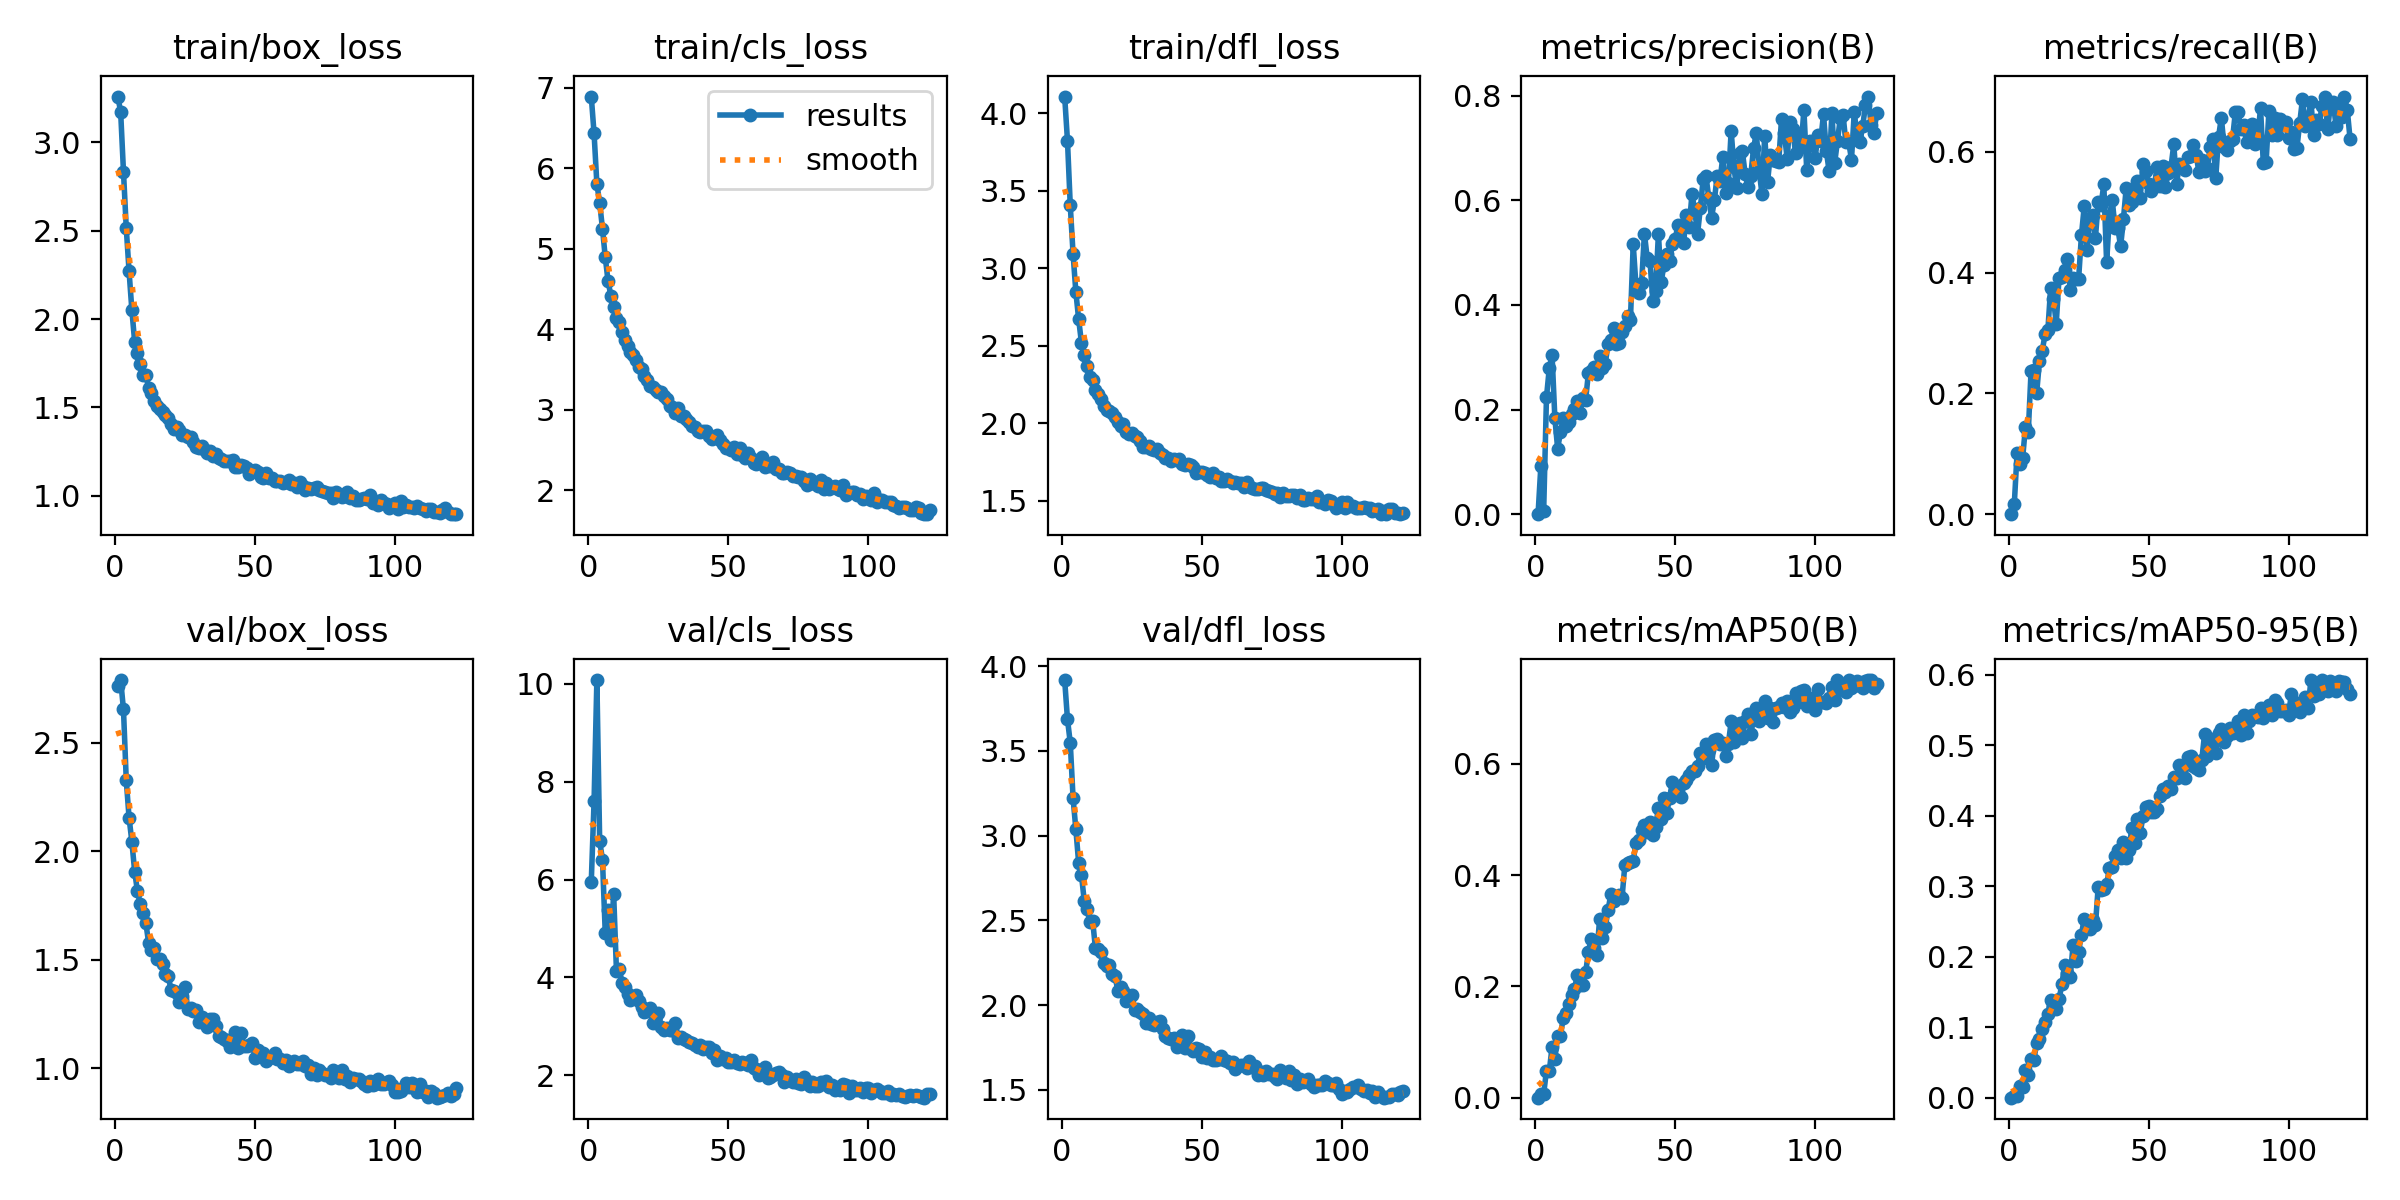 train/box_loss
3.0
2.5
2.0
1.5
1.0
0 50 100
train/cls_loss
results
smooth
7
6
5
4
3
2
0 50 100
train/dfl_loss
4.0
3.5
3.0
2.5
2.0
1.5
0 50 100
metrics/precision(B)
0.8
0.6
0.4
0.2
0.0
0 50 100
metrics/recall(B)
0.6
0.4
0.2
0.0
0 50 100
val/box_loss
2.5
2.0
1.5
1.0
0 50 100
val/cls_loss
10
8
6
4
2
0 50 100
val/dfl_loss
4.0
3.5
3.0
2.5
2.0
1.5
0 50 100
metrics/mAP50(B)
0.6
0.4
0.2
0.0
0 50 100
metrics/mAP50-95(B)
0.6
0.5
0.4
0.3
0.2
0.1
0.0
0 50 100